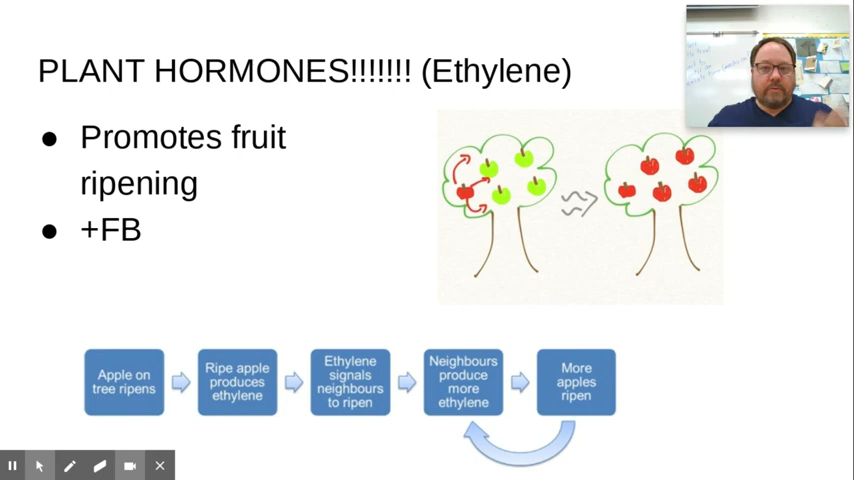 PLANT HORMONES!!!!!!! (Ethylene)
● Promotes fruit
ripening
● +FB
Apple on
tree ripens
Ripe apple
produces
ethylene
Ethylene
signals
neighbours
to ripen
Neighbours
produce
more
ethylene
More
apples
ripen